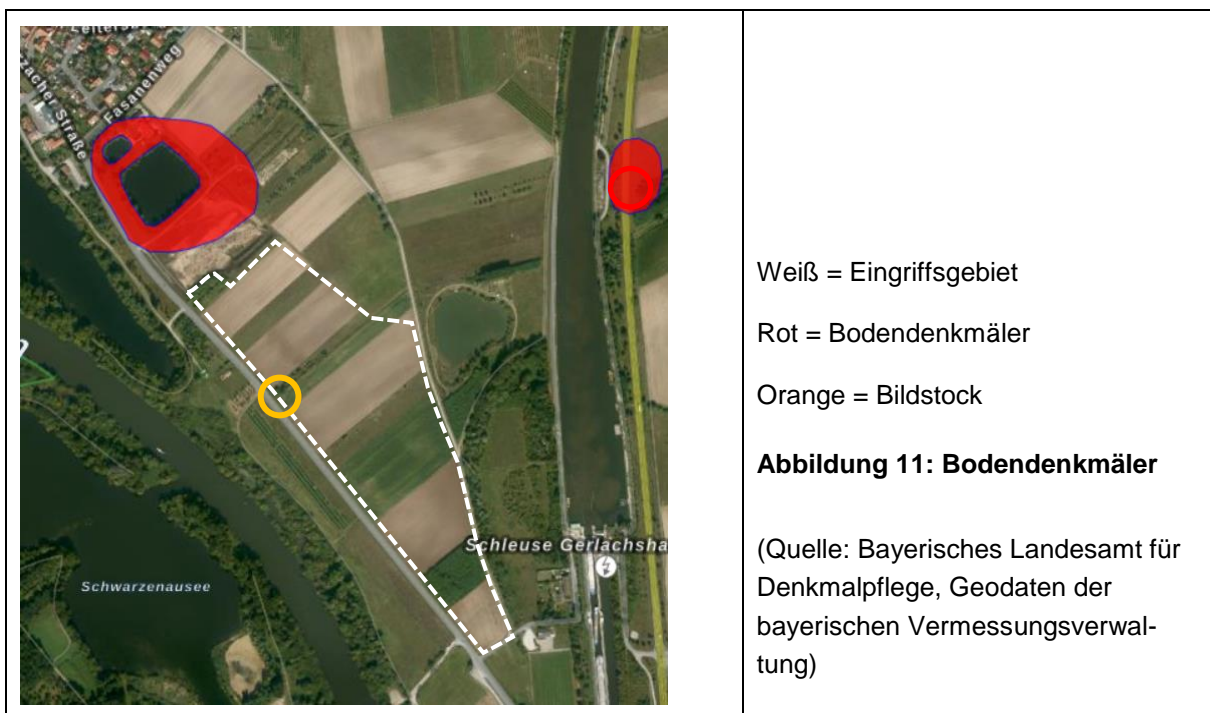 Fasanenweg
zacher Straße
Schleuse Gerlachsha
Schwarzenausee
Weiß = Eingriffsgebiet
Rot = Bodendenkmäler
Orange = Bildstock
Abbildung 11: Bodendenkmäler
(Quelle: Bayerisches Landesamt für
Denkmalpflege, Geodaten der
bayerischen Vermessungsverwal-
tung)